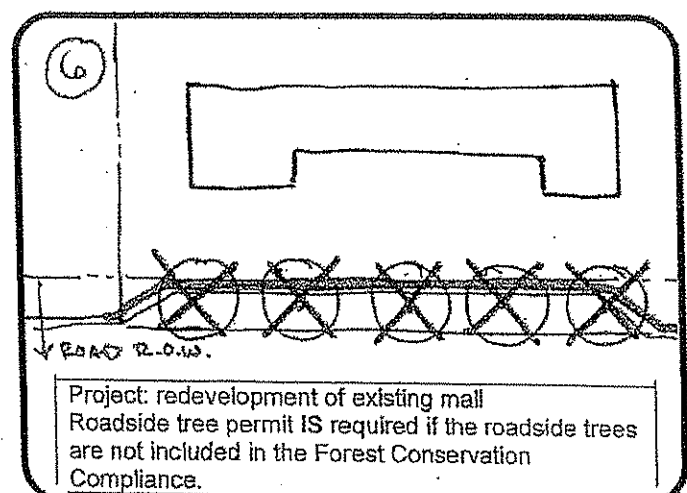 6
ROAD R.O.W.
Project: redevelopment of existing mall
Roadside tree permit IS required if the roadside trees
are not included in the Forest Conservation
Compliance.